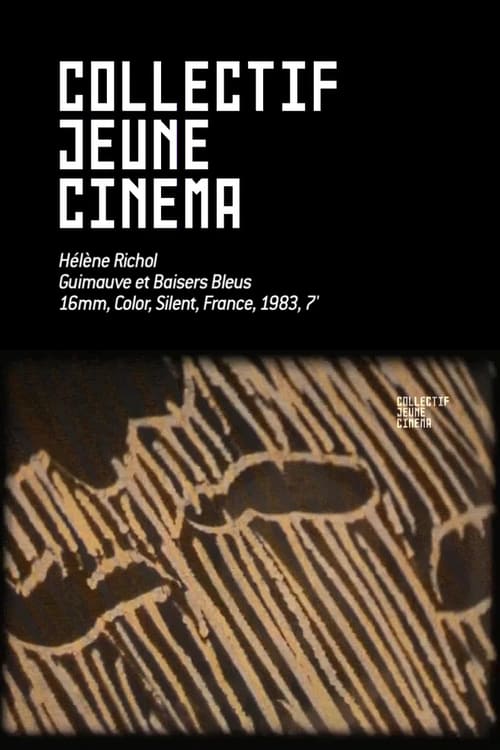 COLLECTIF
JEUNE
CINEMA
Hélène Richol
Guimauve et Baisers Bleus
16mm, Color, Silent, France, 1983, 7'
COLLECTIF
JEUNE
CINEMA